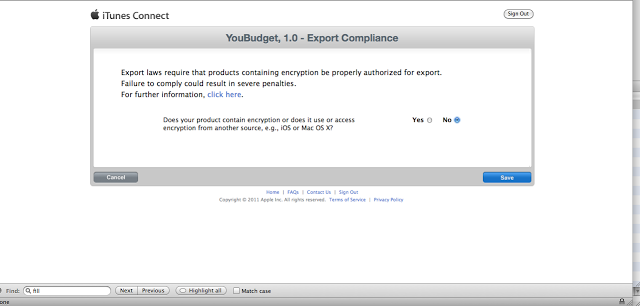 iTunes Connect
Sign Out
YouBudget, 1.0 - Export Compliance
Export laws require that products containing encryption be properly authorized for export.
Failure to comply could result in severe penalties.
For further information, click here.
Does your product contain encryption or does it use or access
encryption from another source, e.g., iOS or Mac OS X?
Yes No
Cancel Save
Home | FAQs | Contact Us | Sign Out
Copyright © 2011 Apple Inc. All rights reserved. Terms of Service | Privacy Policy
Find: fill Next Previous Highlight all Match case
one